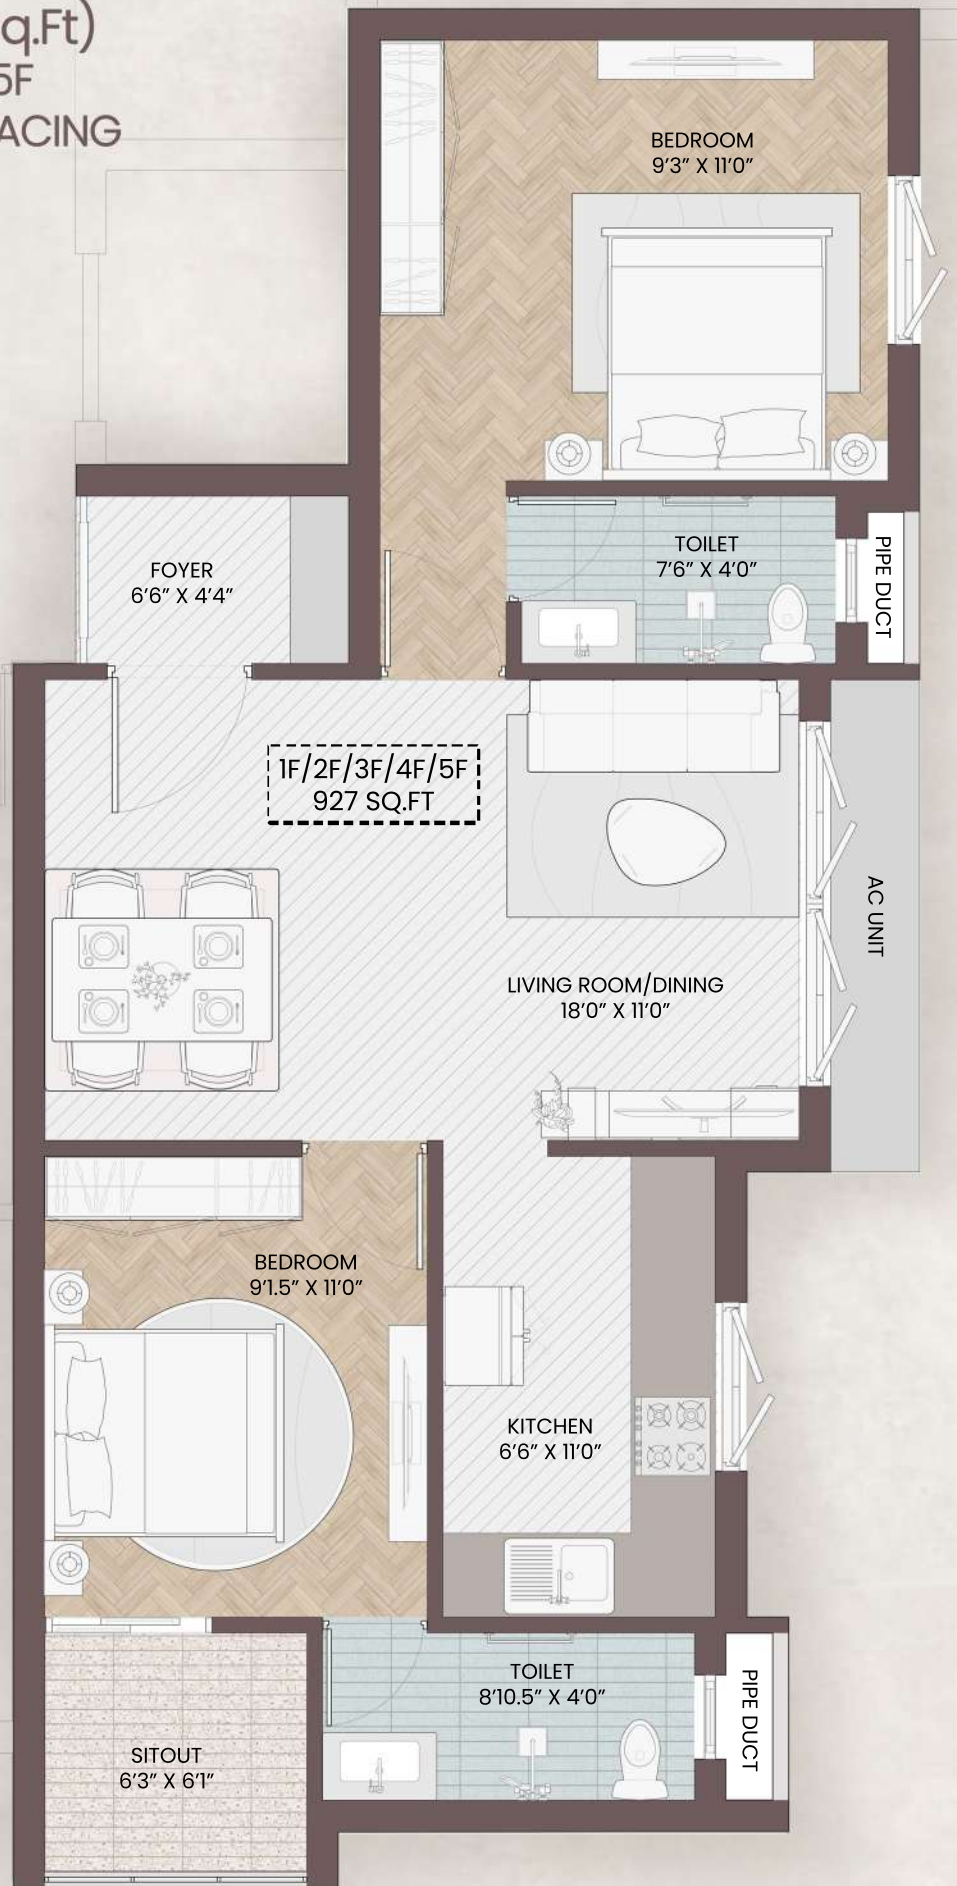 q.Ft)
5F
ACING
BEDROOM
9'3" X 11'0"
TOILET
7'6" X 4'0"
PIPE DUCT
FOYER
6'6" X 4'4"
1F/2F/3F/4F/5F
927 SQ.FT
AC UNIT
LIVING ROOM/DINING
18'0" X 11'0"
BEDROOM
9'1.5" X 11'0"
KITCHEN
6'6" X 11'0"
TOILET
8'10.5" X 4'0"
PIPE DUCT
SITOUT
6'3" X 6'1"